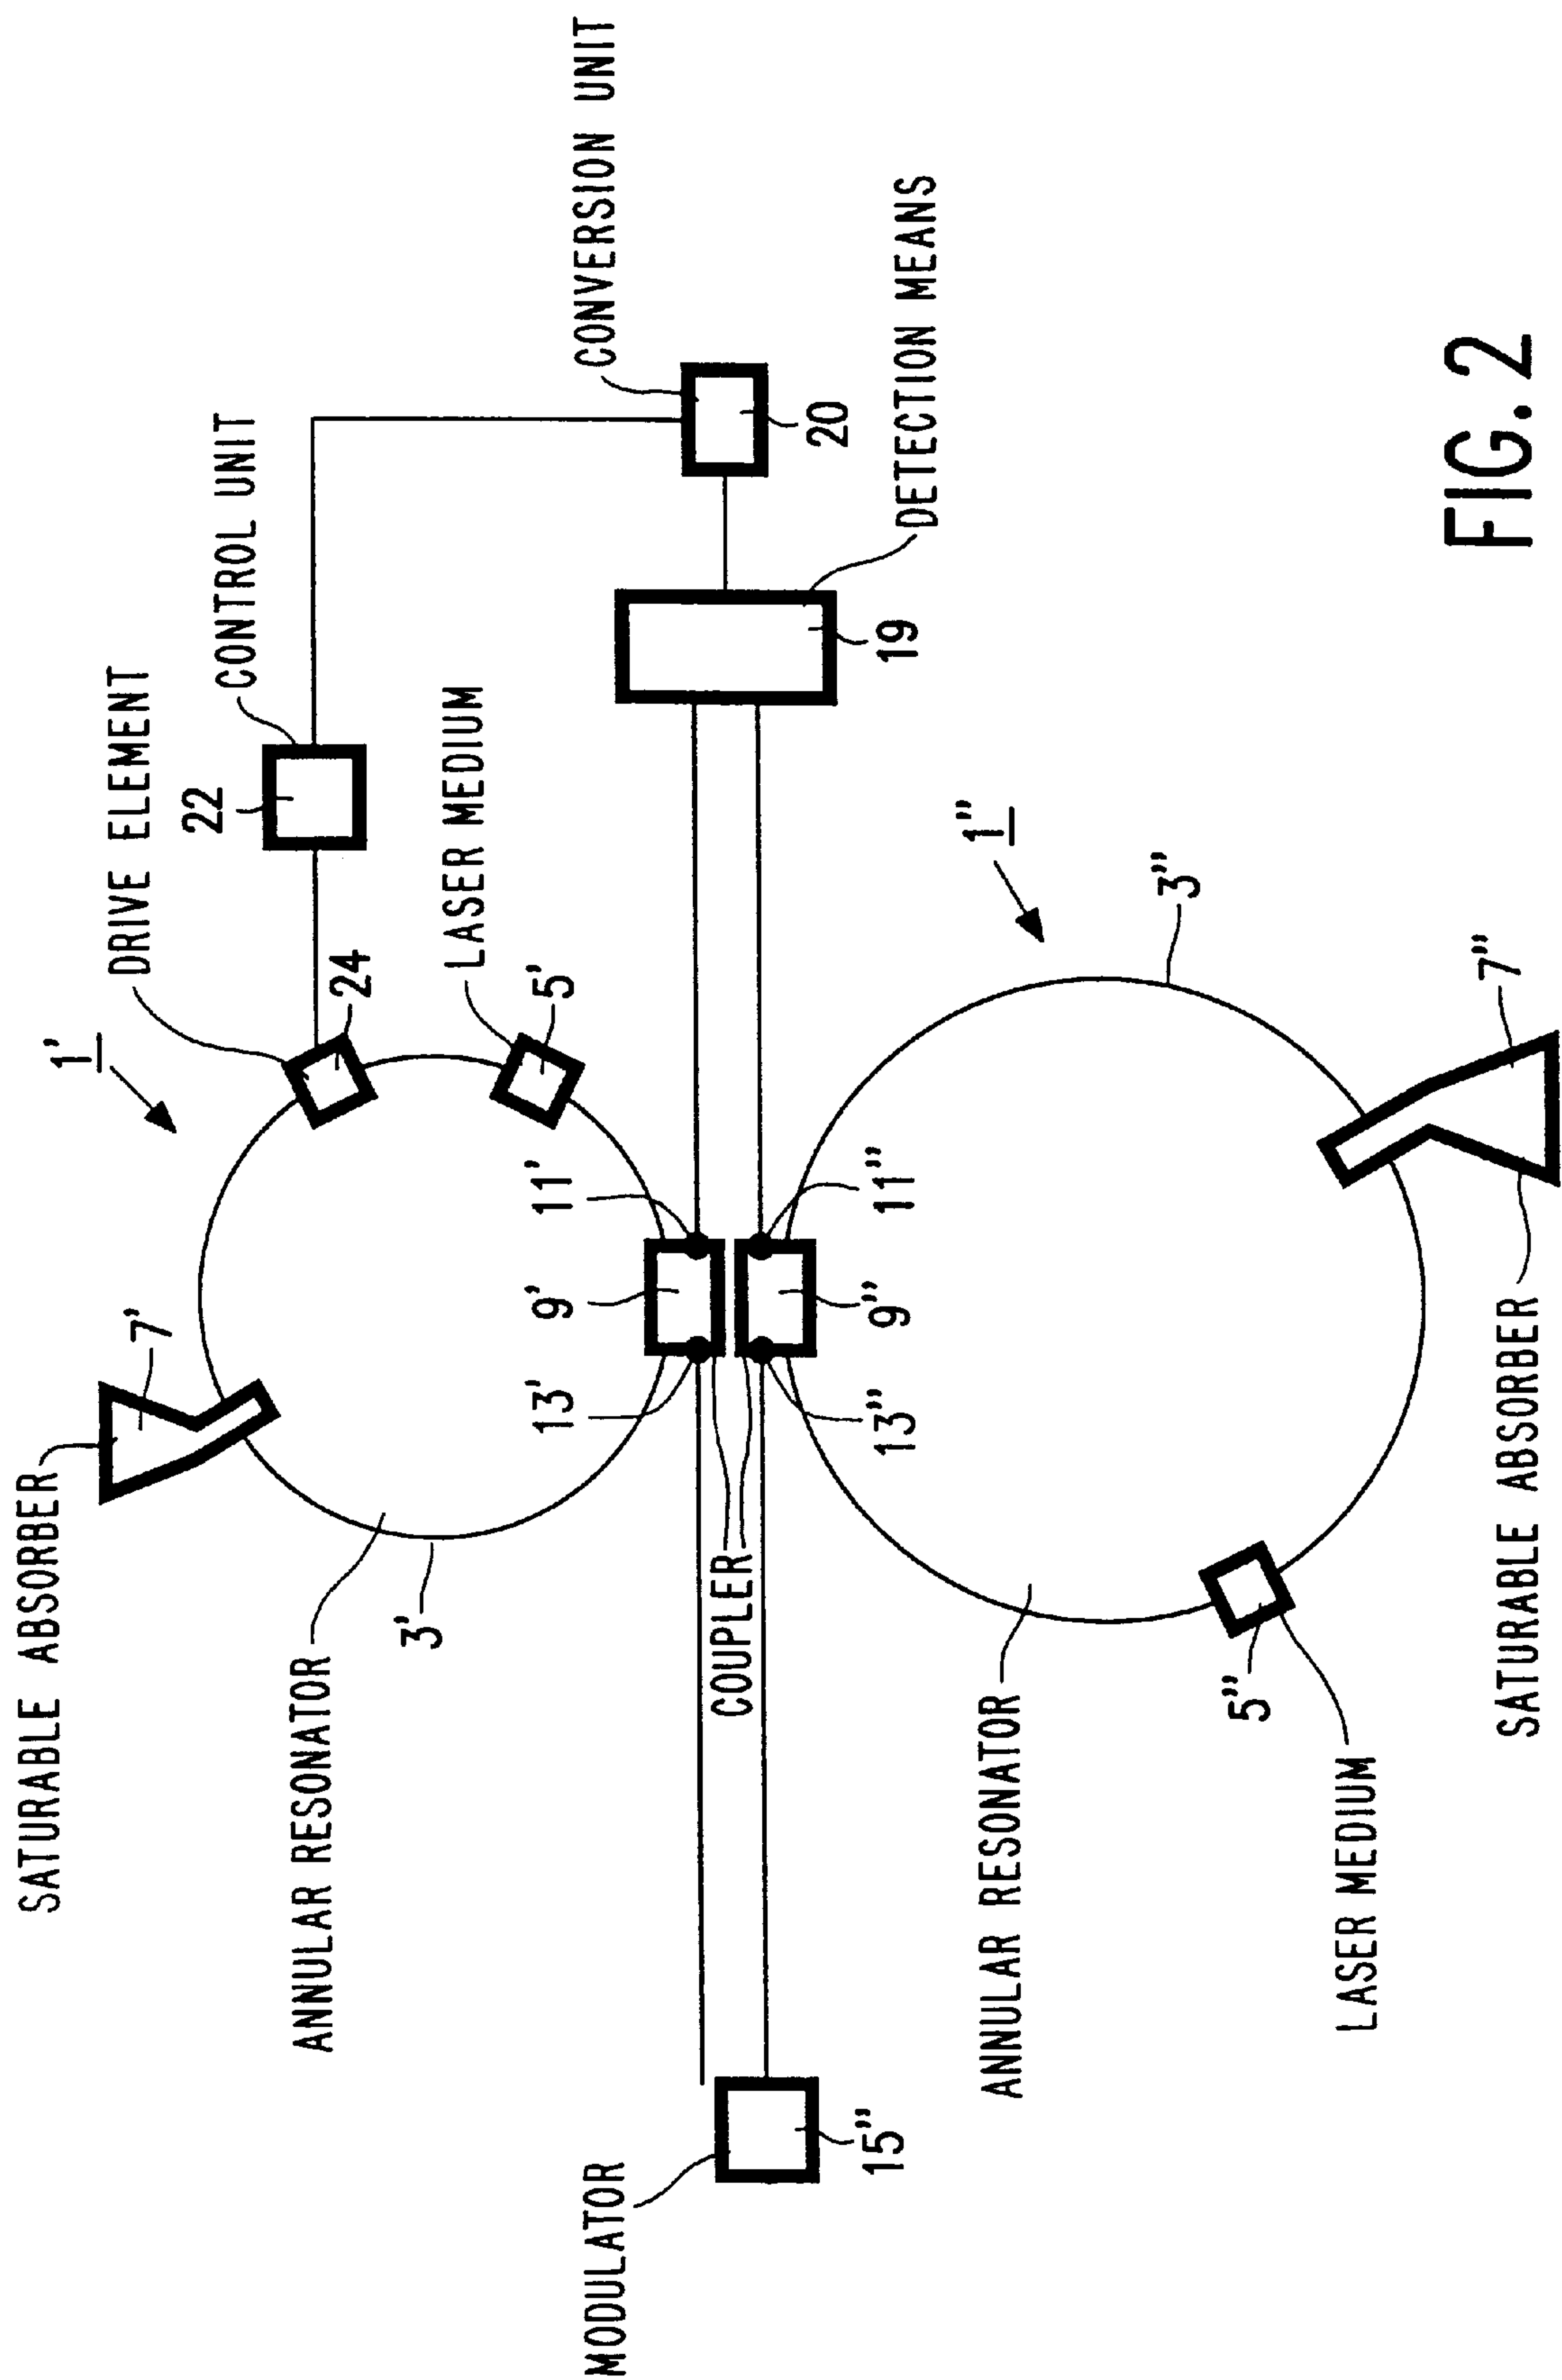 SATURABLE ABSORBER
7'
1'
DRIVE ELEMENT
24
22
CONTROL UNIT
ANNULAR RESONATOR
3'
5'
LASER MEDIUM
13'
9'
11'
MODULATOR
15"
COUPLER
13"
9"
11"
19
DETECTION MEANS
20
CONVERSION UNIT
1"
3"
ANNULAR RESONATOR
5"
LASER MEDIUM
7"
SATURABLE ABSORBER
FIG. 2